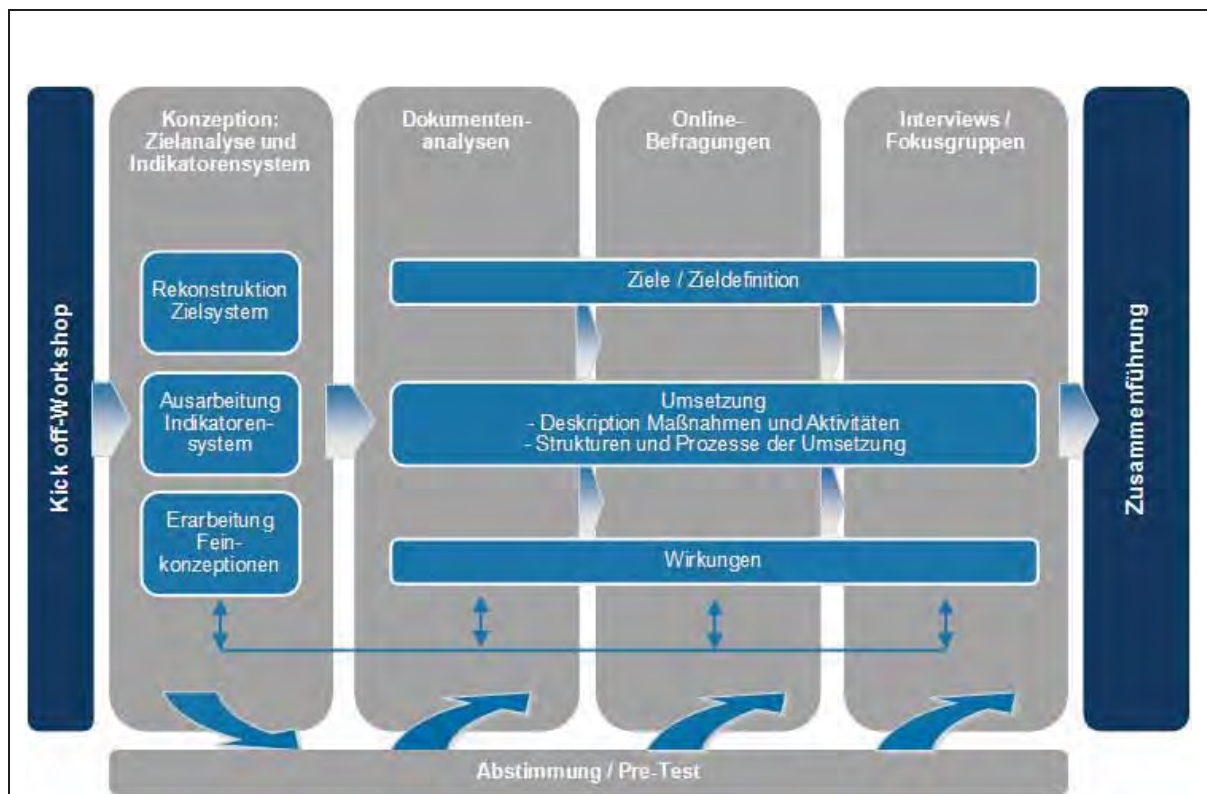 Kick off-Workshop
Konzeption:
Zielanalyse und
Indikatorensystem
Rekonstruktion
Zielsystem
Ausarbeitung
Indikatoren-
system
Erarbeitung
Fein-
konzeptionen
Dokumenten-
analysen
Online-
Befragungen
Interviews /
Fokusgruppen
Ziele / Zieldefinition
Umsetzung
- Deskription Maßnahmen und Aktivitäten
- Strukturen und Prozesse der Umsetzung
Wirkungen
Zusammenführung
Abstimmung / Pre-Test